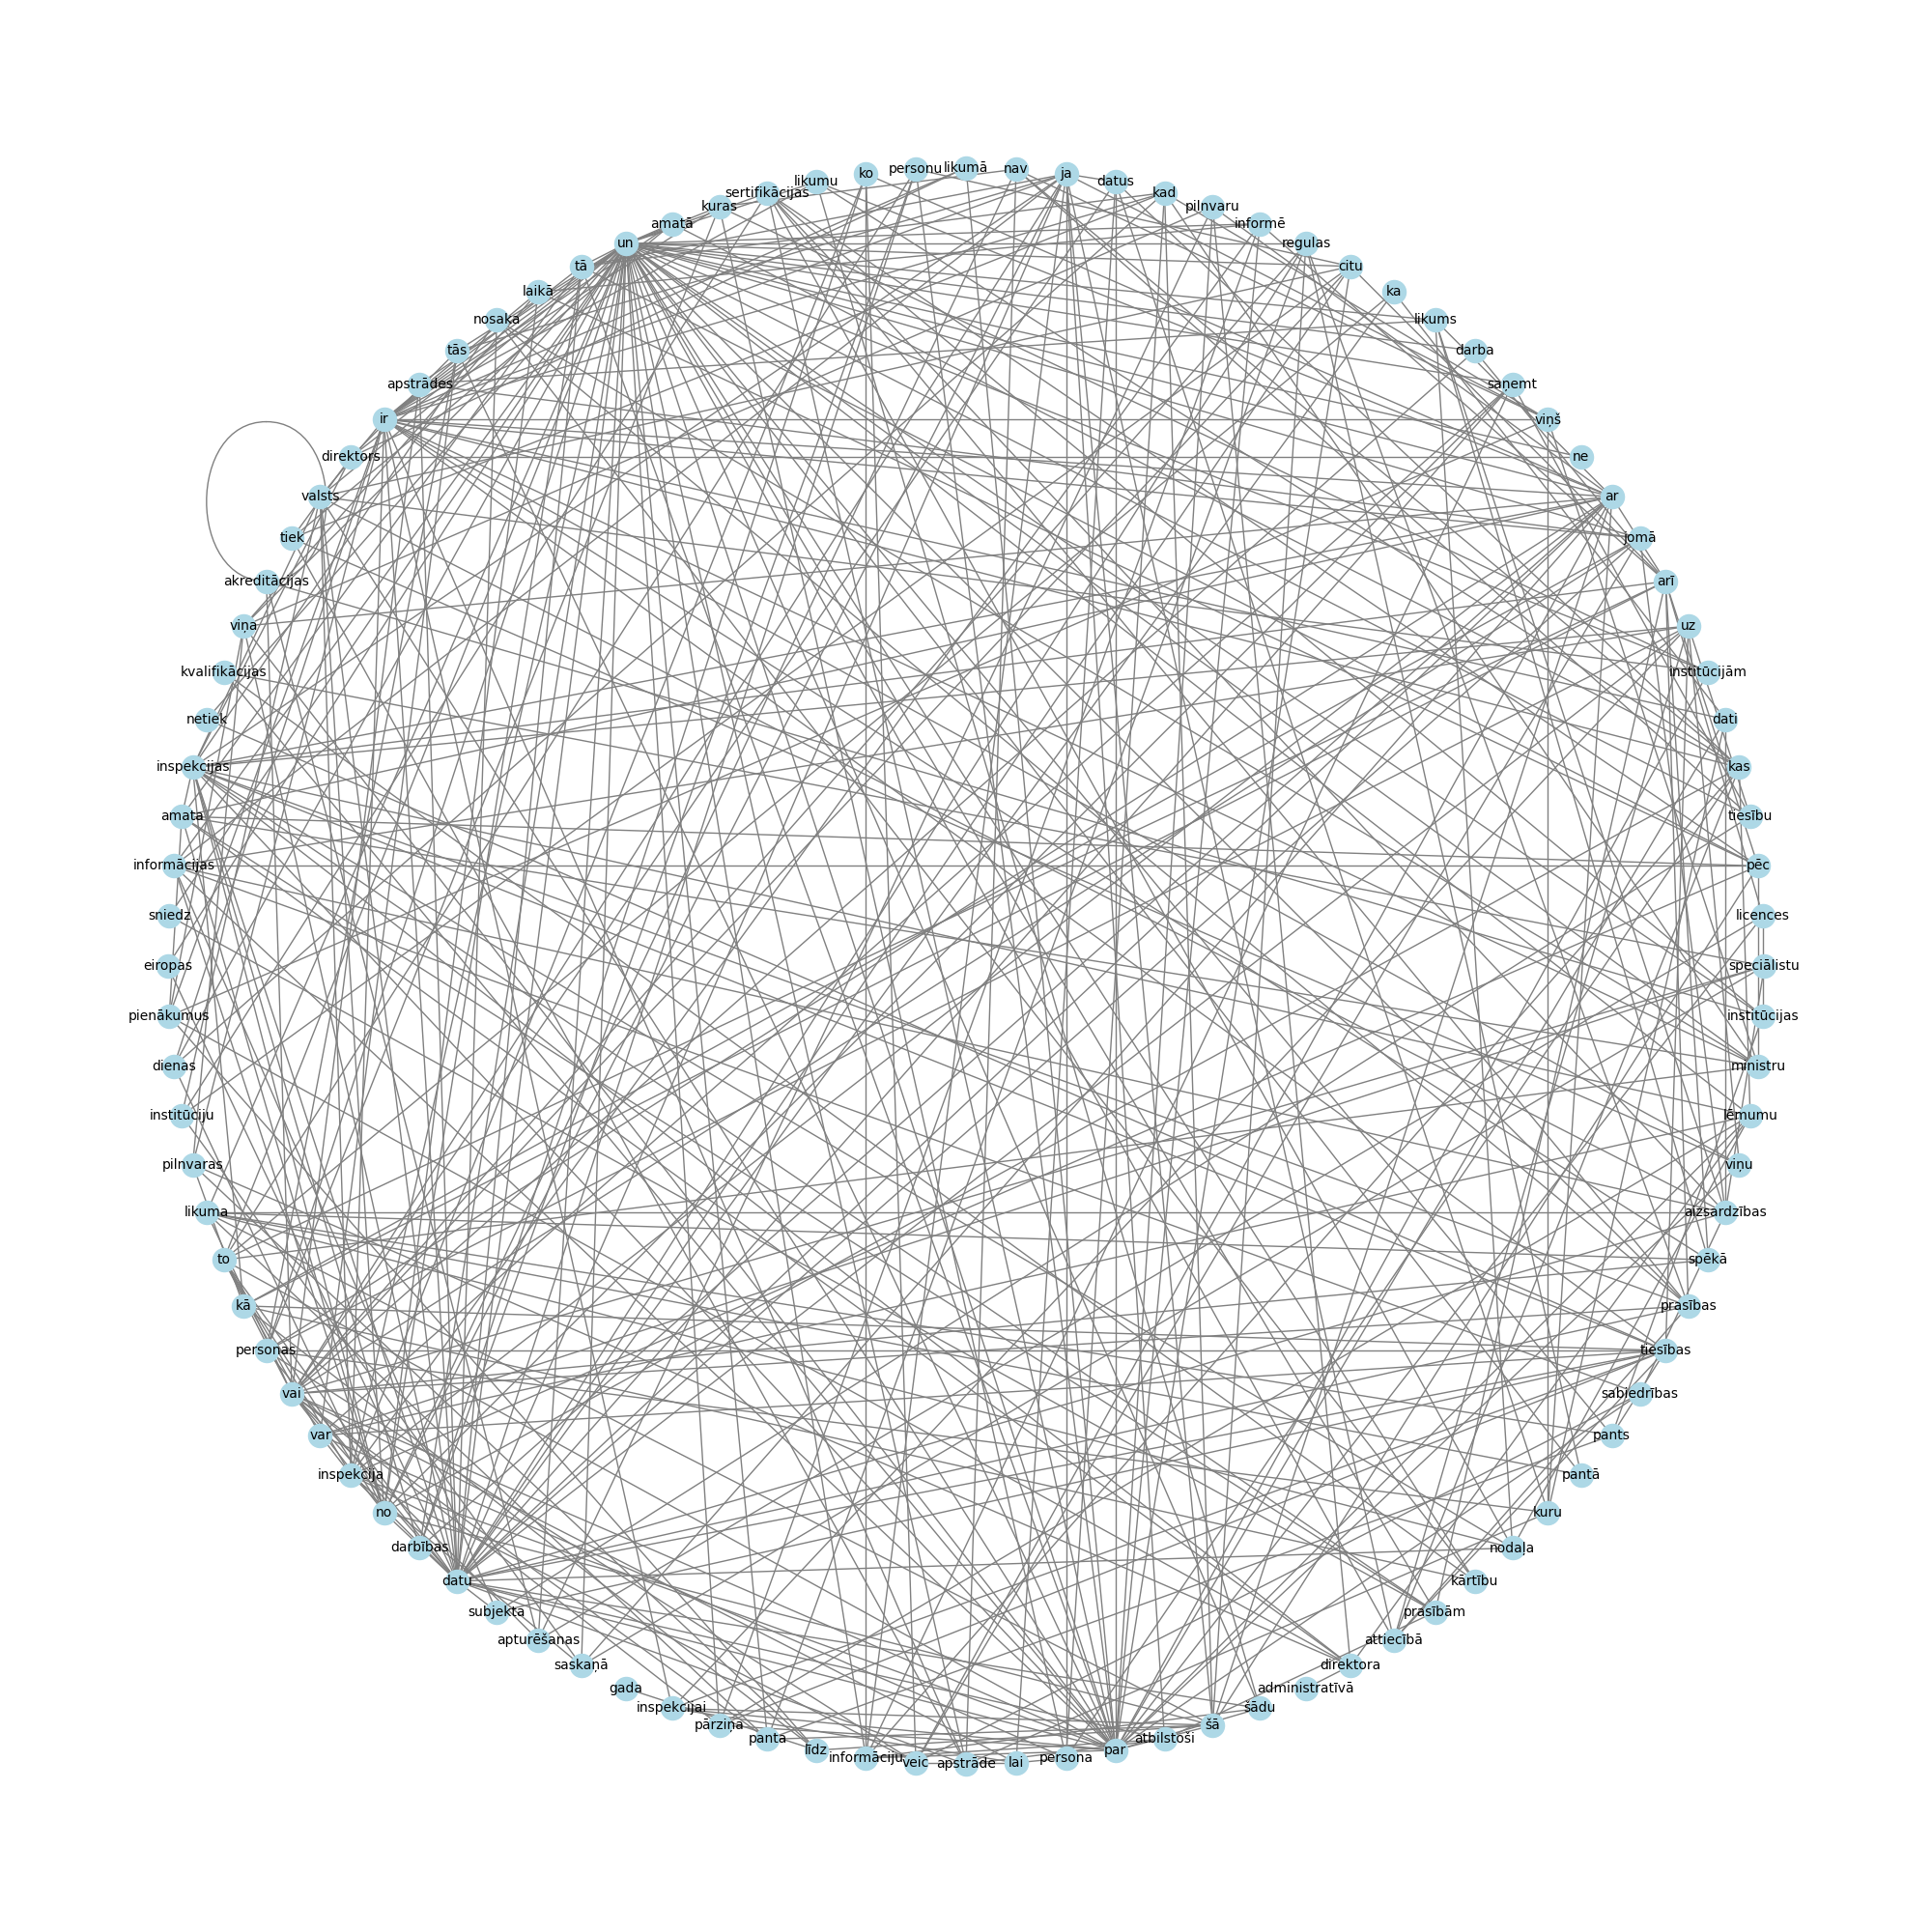 likumā
nav
ja
datus
kad
pilnvaru
informē
regulas
citu
ka
likums
darba
saņemt
viņš
ne
ar
jomā
arī
uz
institūcijām
dati
kas
tiesību
pēc
licences
speciālistu
institūcijas
ministru
lēmumu
viņu
aizsardzības
spēkā
prasības
tiesības
sabiedrības
pants
pantā
kuru
nodaļa
kārtību
prasībām
attiecībā
direktora
administratīvā
šādu
šā
atbilstoši
par
persona
lai
apstrāde
veic
informāciju
līdz
panta
pārziņa
inspekcijai
gada
saskaņā
apturēšanas
subjekta
datu
darbības
no
inspekcija
var
vai
personas
kā
to
likuma
pilnvaras
institūciju
dienas
pienākumus
eiropas
sniedz
informācijas
amata
inspekcijas
netiek
kvalifikācijas
viņa
akreditācijas
tiek
valsts
direktors
ir
apstrādes
tās
nosaka
laikā
tā
un
amatā
kuras
sertifikācijas
likumu
ko
personu